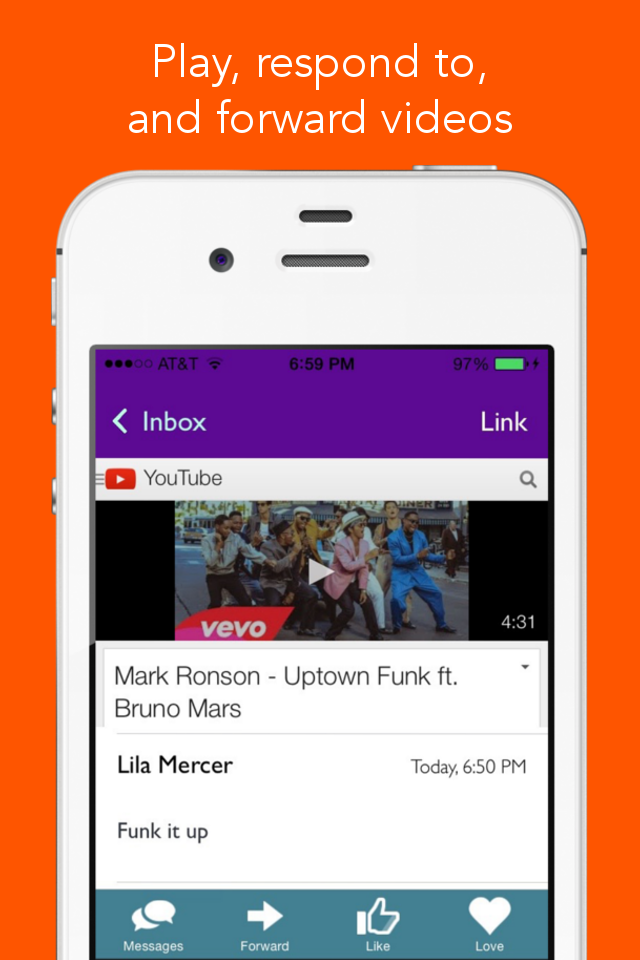 Play, respond to,
and forward videos
AT&T 6:59 PM 97%
Inbox Link
YouTube
DINER
vevo
4:31
Mark Ronson - Uptown Funk ft.
Bruno Mars
Lila Mercer Today, 6:50 PM
Funk it up
Messages Forward Like Love